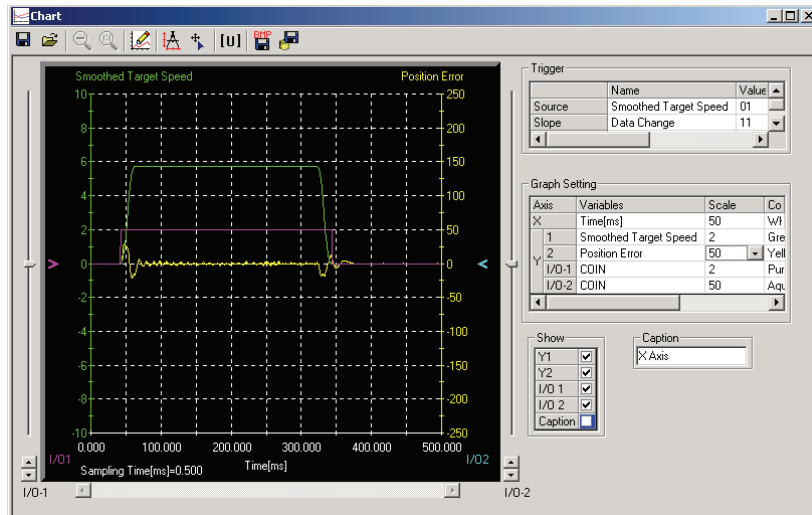 Chart
[U]
BMP
Smoothed Target Speed
Position Error
10
8
6
4
2
0
-2
-4
-6
-8
-10
250
200
150
100
50
0
-50
-100
-150
-200
-250
0.000 100.000 200.000 300.000 400.000 500.000
I/O1
Sampling Time[ms]=0.500
Time[ms]
I/O2
I/O-1
I/O-2
Trigger
Name Value
Source Smoothed Target Speed 01
Slope Data Change 11
Graph Setting
Axis Variables Scale Co
X Time[ms] 50 Wh
Y
1 Smoothed Target Speed 2 Gre
2 Position Error 50 Yell
I/O-1 COIN 2 Pur
I/O-2 COIN 50 Aqu
Show
Y1
Y2
I/O 1
I/O 2
Caption
Caption
X Axis